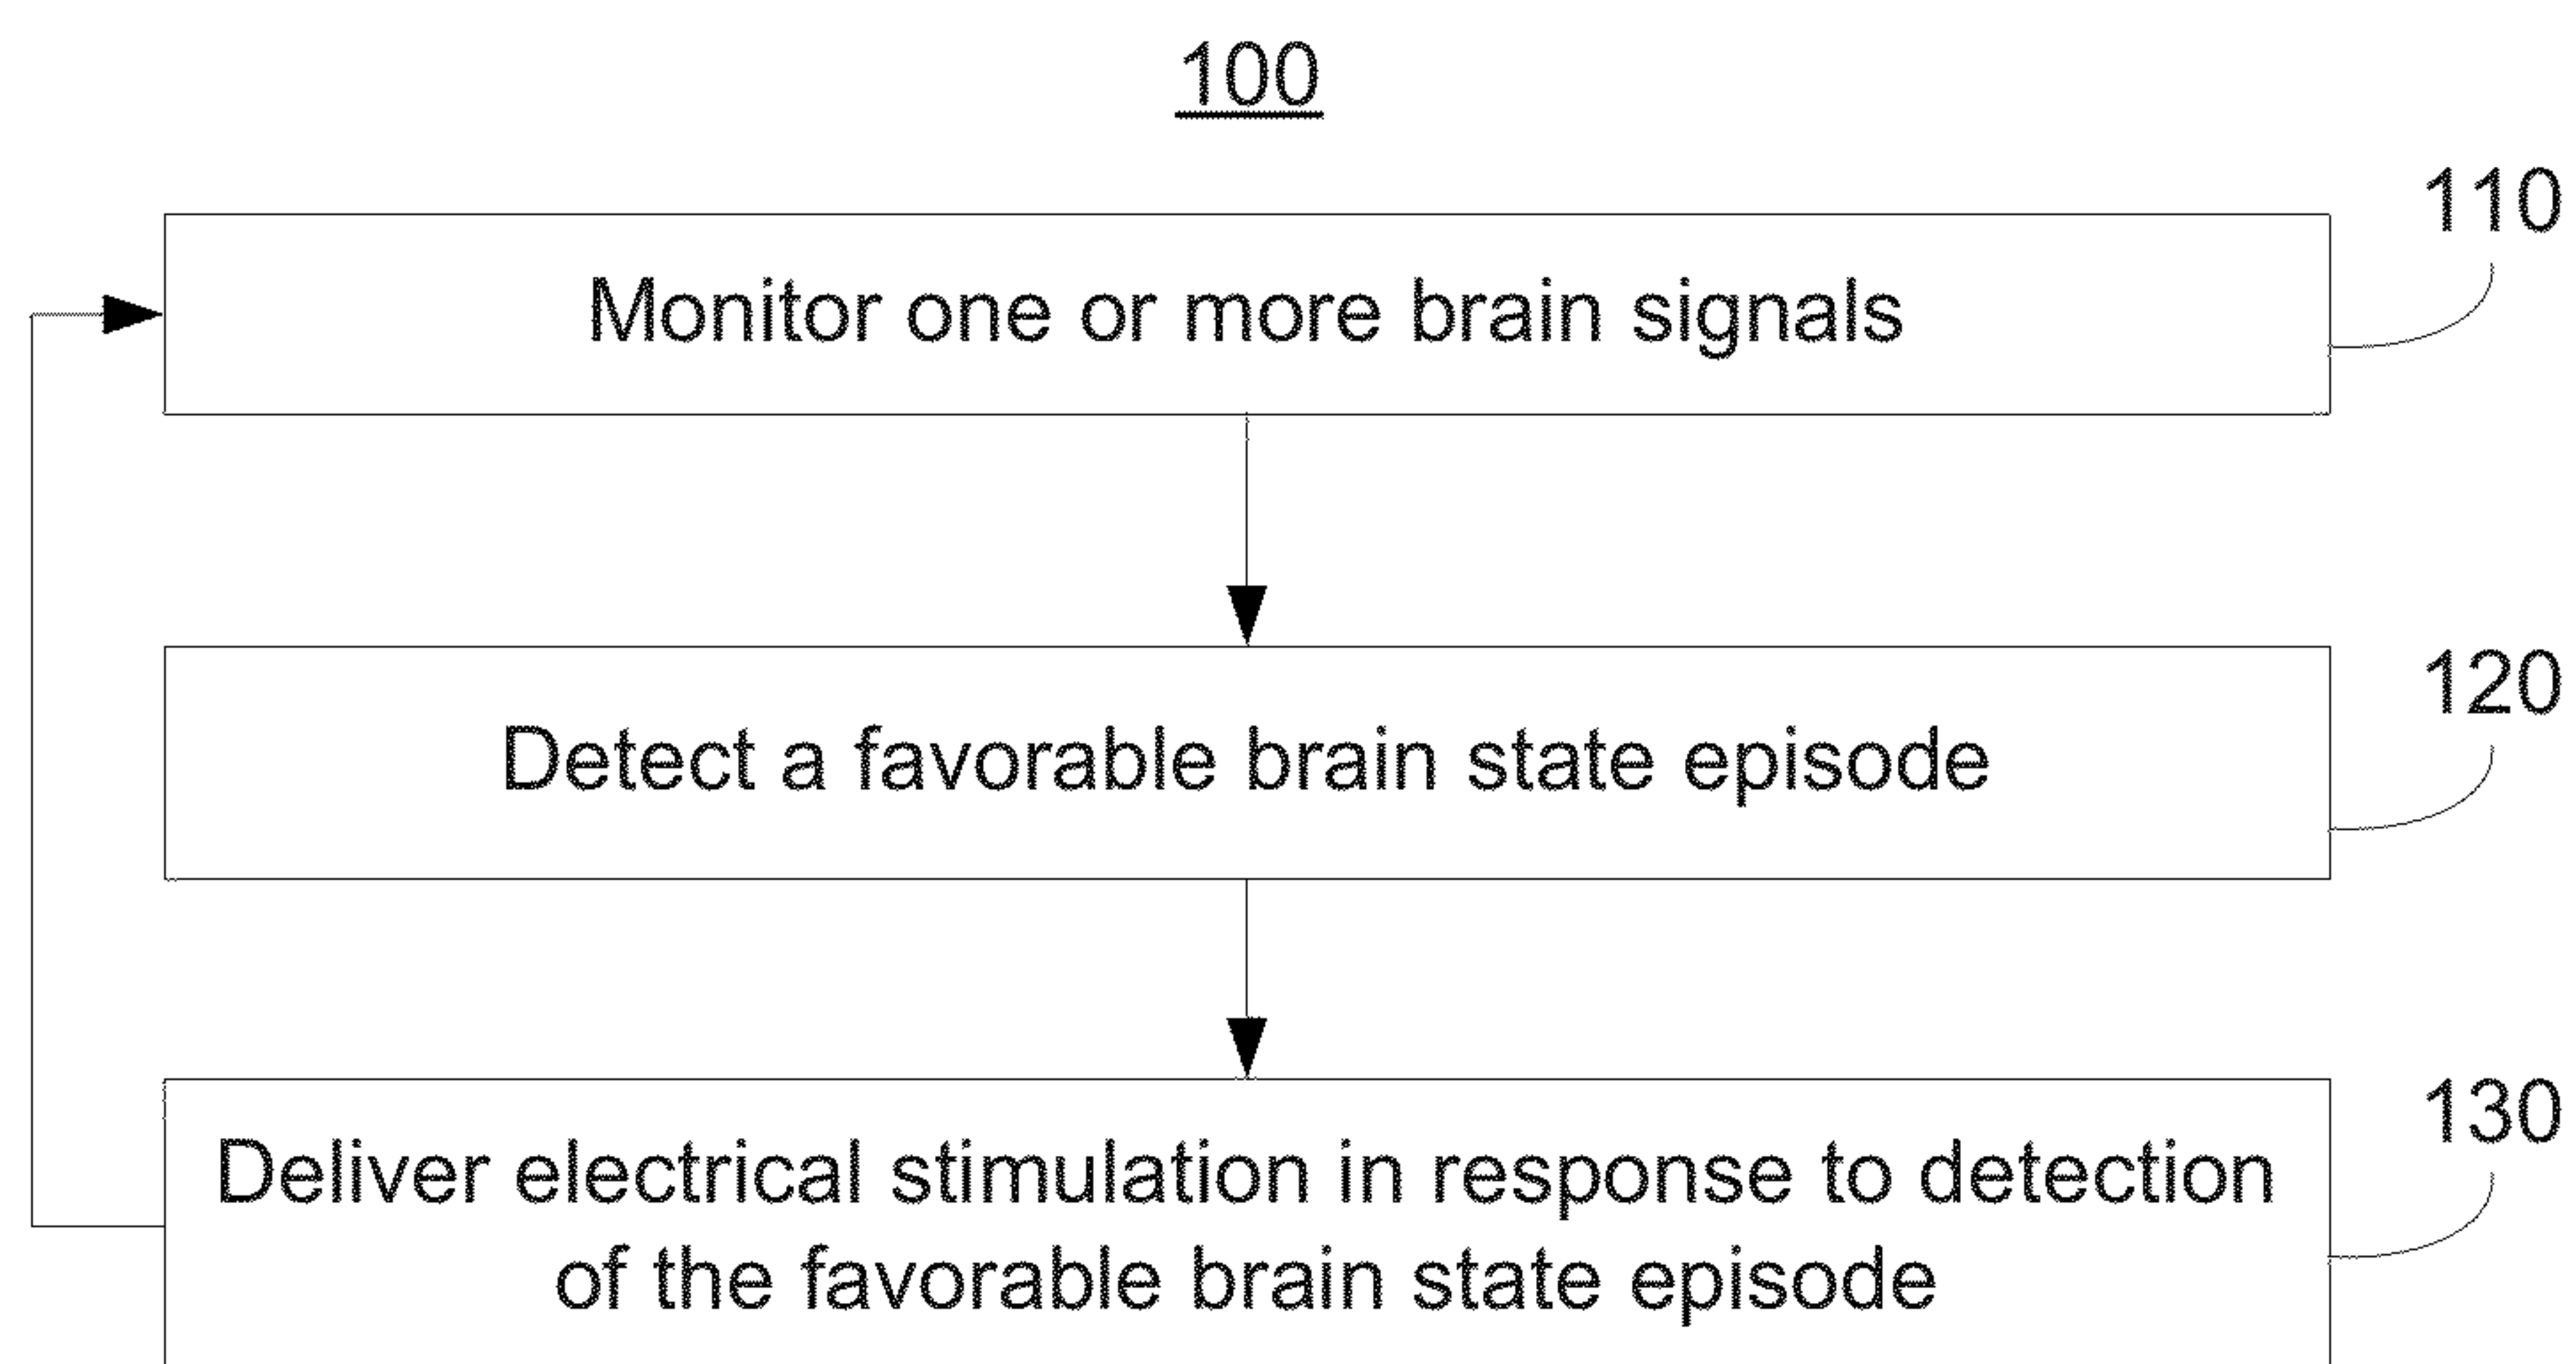 100
110
Monitor one or more brain signals
120
Detect a favorable brain state episode
130
Deliver electrical stimulation in response to detection
of the favorable brain state episode